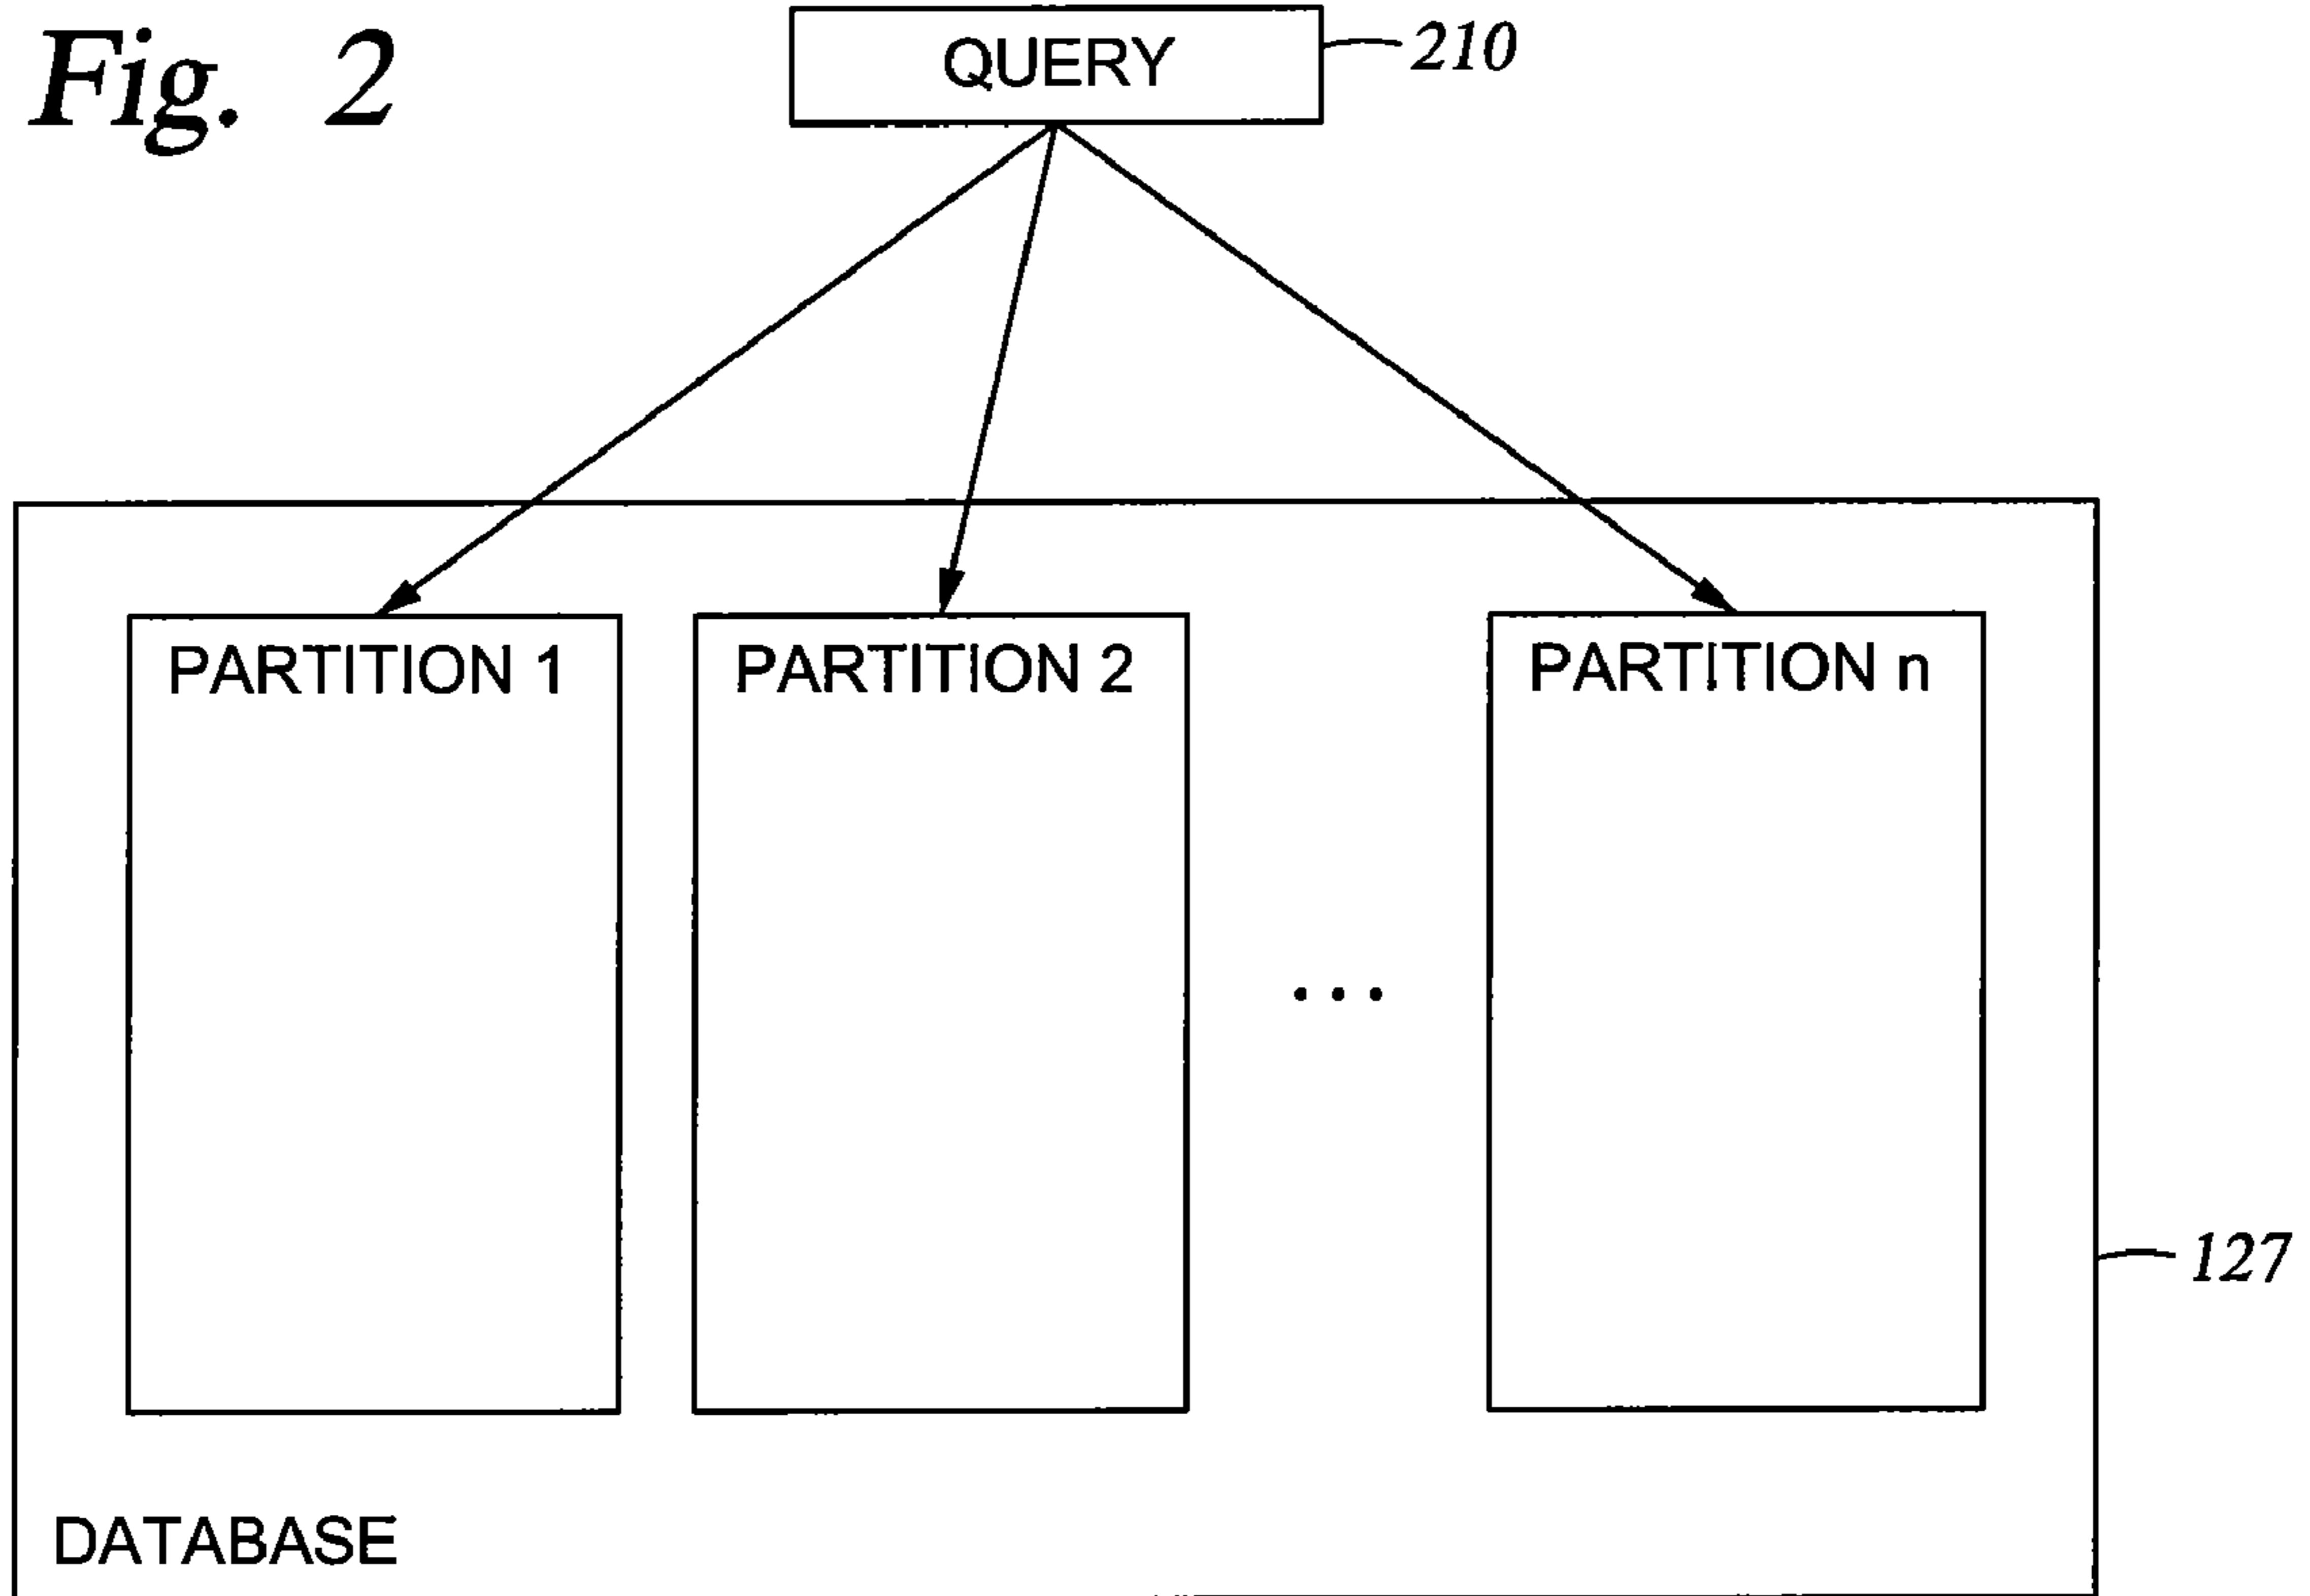 Fig. 2
QUERY
210
PARTITION 1
PARTITION 2
PARTITION n
...
127
DATABASE